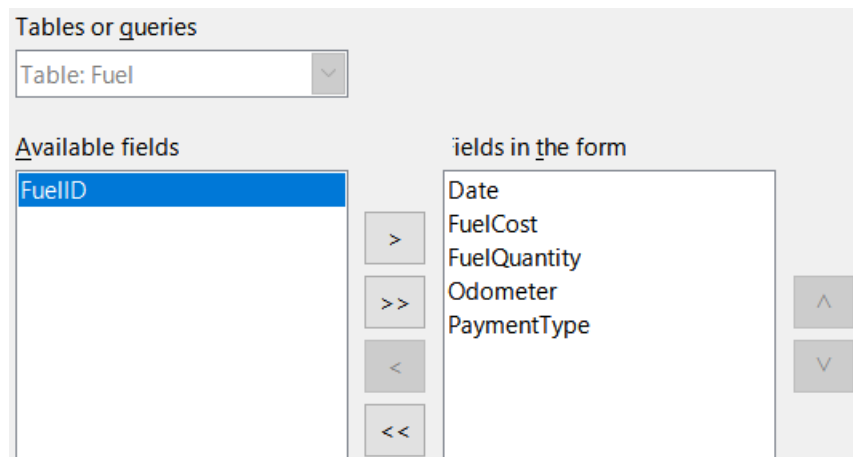 Tables or queries
Table: Fuel
Available fields
FuelID
>
>>
<
<<
ields in the form
Date
FuelCost
FuelQuantity
Odometer
PaymentType